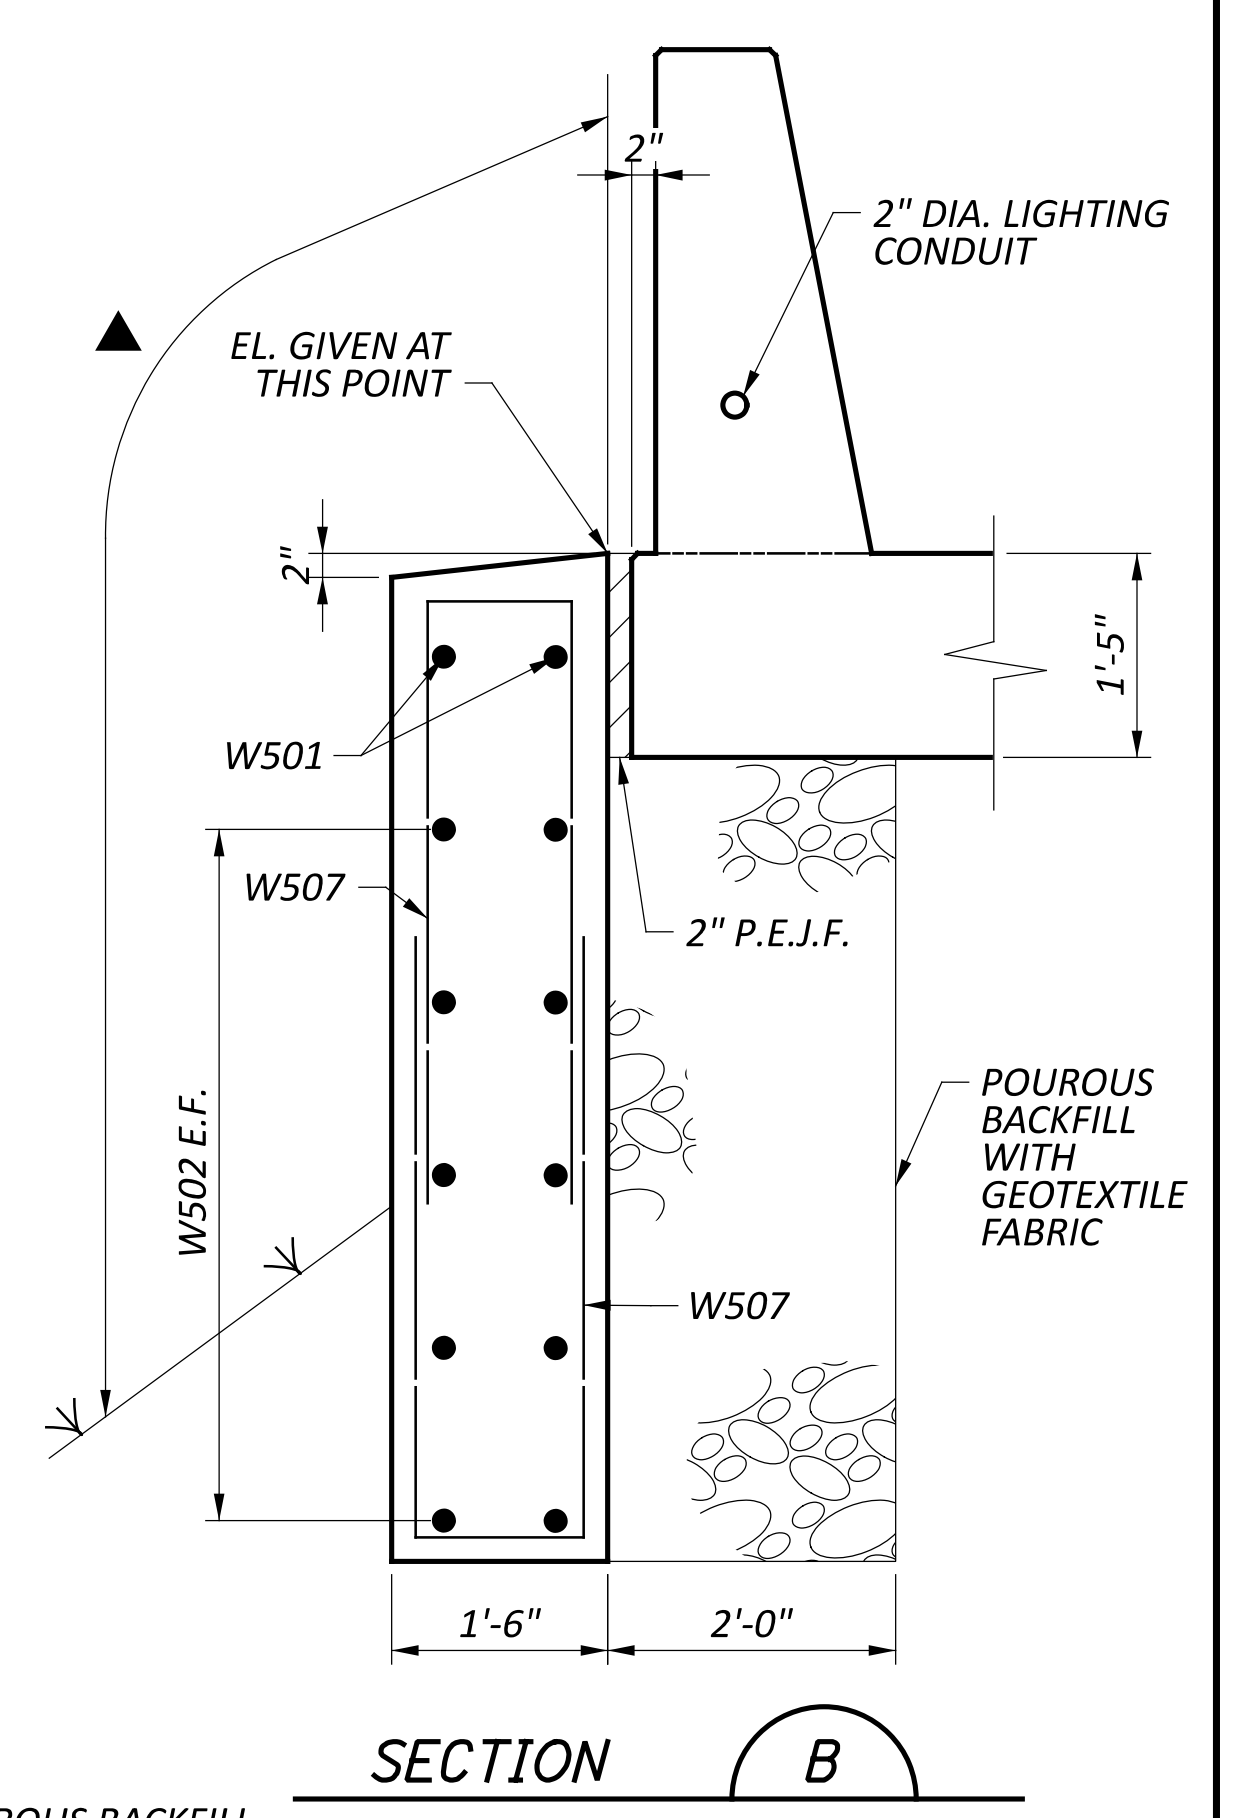 2"
2" DIA. LIGHTING
CONDUIT
EL. GIVEN AT
THIS POINT
2"
1'-5"
W501
W507
2" P.E.J.F.
W502 E.F.
POUROUS
BACKFILL
WITH
GEOTEXTILE
FABRIC
W507
1'-6"
2'-0"
SECTION B